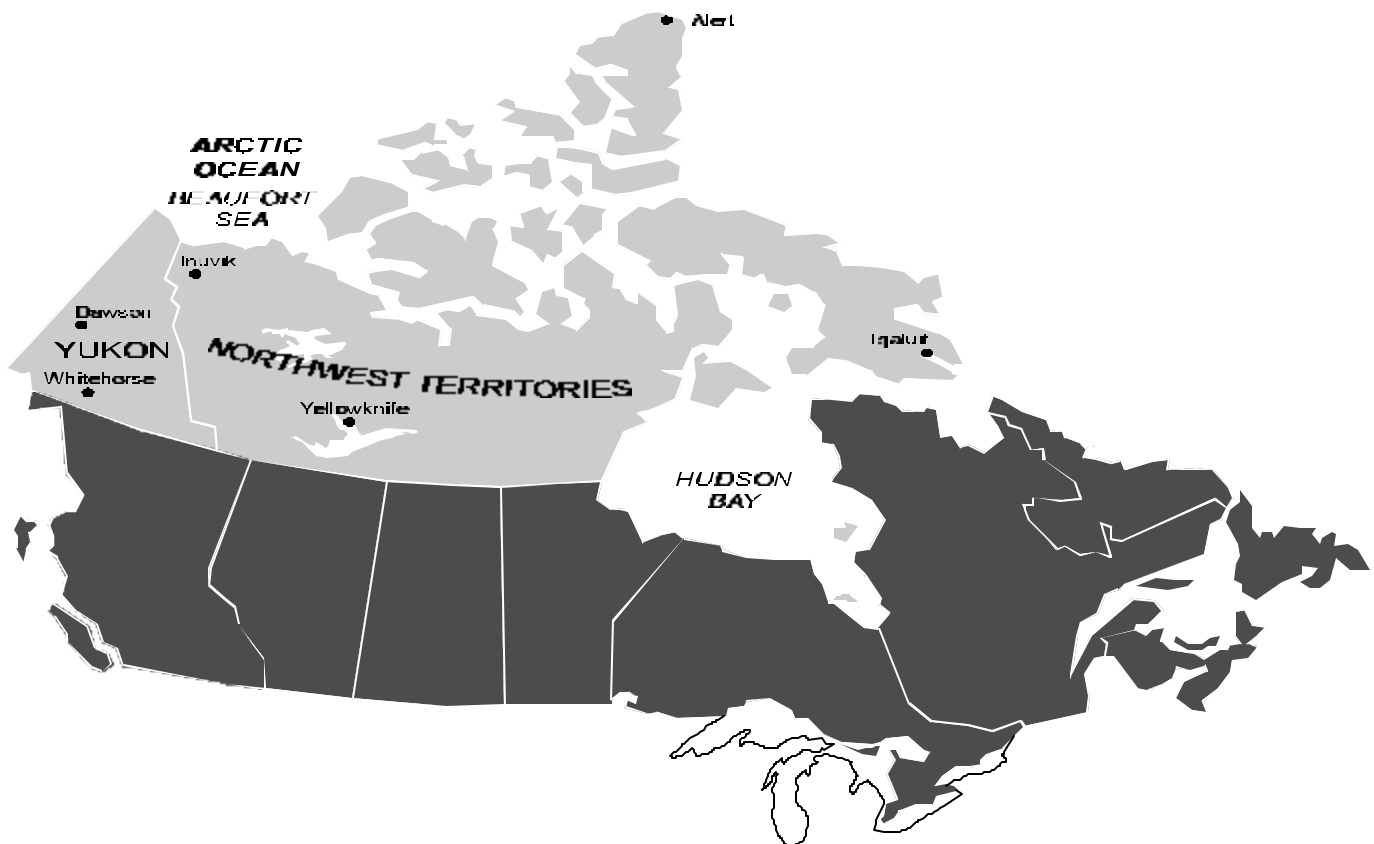 Alert
ARCTIC
OCEAN
BEAUFORT
SEA
Inuvik
Dawson
YUKON
Whitehorse
NORTHWEST TERRITORIES
Yellowknife
Iqaluit
HUDSON
BAY